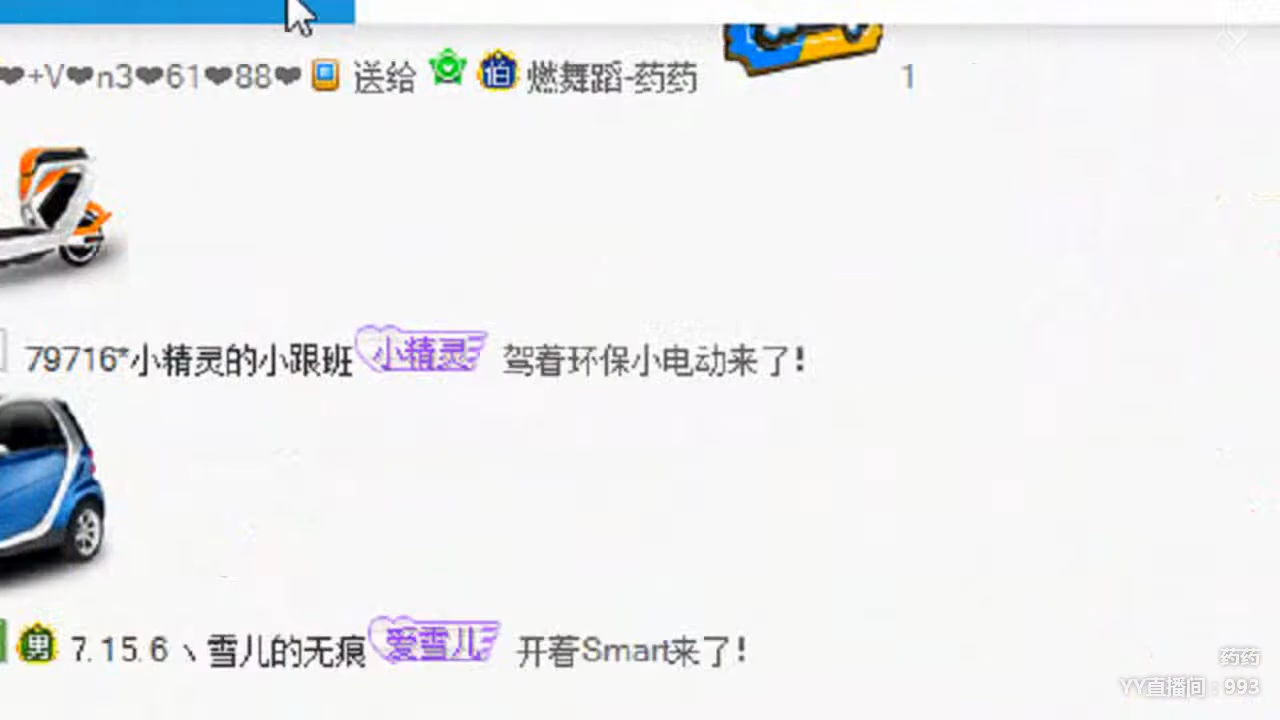 ❤+V❤n3❤61❤88❤ 送给 伯 燃舞蹈-药药 1
79716*小精灵的小跟班 小精灵 驾着环保小电动来了!
男 7.15.6ヽ雪儿的无痕 爱雪儿 开着Smart来了!
药药
YY直播间:993